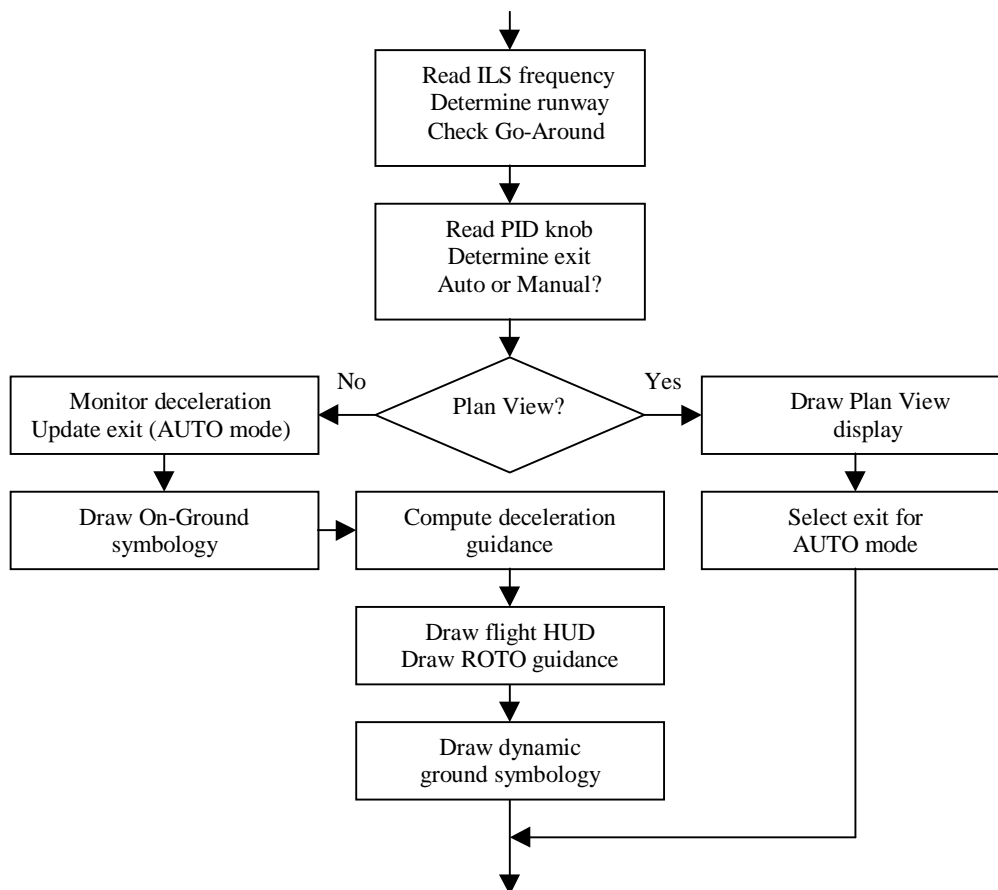 Read ILS frequency
Determine runway
Check Go-Around
Read PID knob
Determine exit
Auto or Manual?
No
Yes
Plan View?
Monitor deceleration
Update exit (AUTO mode)
Draw Plan View
display
Draw On-Ground
symbology
Compute deceleration
guidance
Select exit for
AUTO mode
Draw flight HUD
Draw ROTO guidance
Draw dynamic
ground symbology